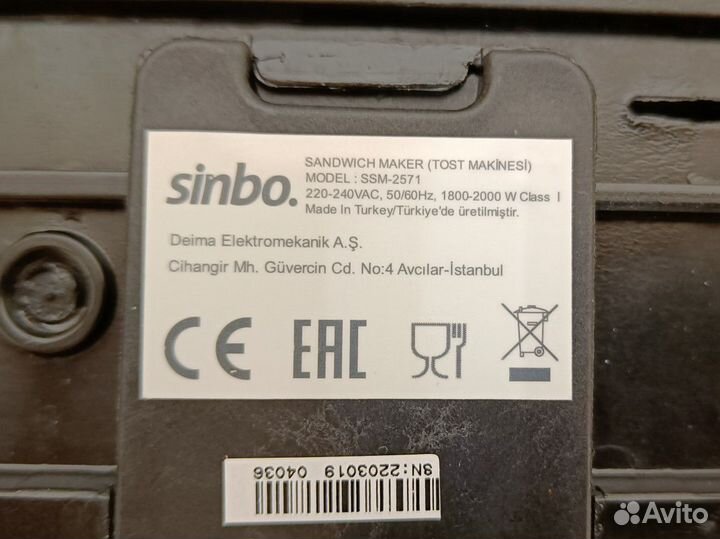 sinbo.
SANDWICH MAKER (TOST MAKİNESİ)
MODEL : SSM-2571
220-240VAC, 50/60Hz, 1800-2000 W Class I
Made In Turkey/Türkiye'de üretilmiştir.
Deima Elektromekanik A.Ş.
Cihangir Mh. Güvercin Cd. No:4 Avcılar-İstanbul
CE EAC
SN:2203019 04036
Avito